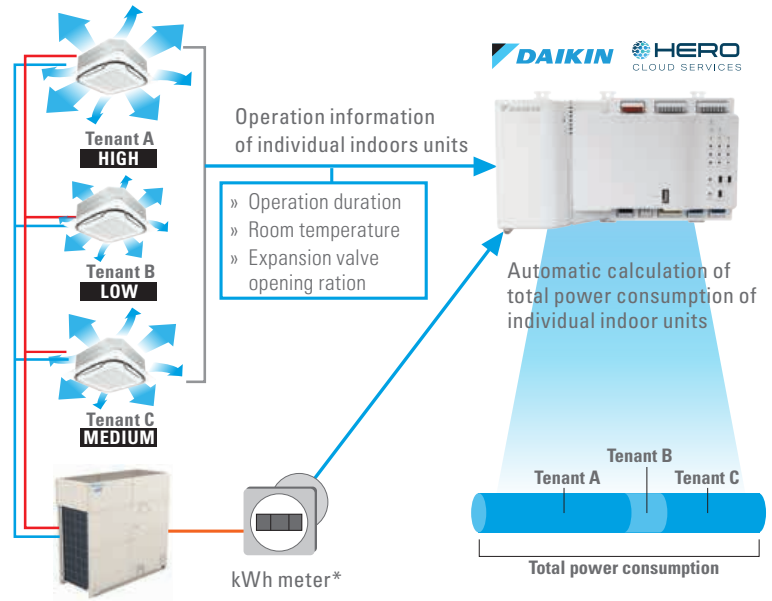 DAIKIN
HERO
CLOUD SERVICES
Tenant A
HIGH
Operation information
of individual indoors units
» Operation duration
» Room temperature
» Expansion valve
opening ration
Tenant B
LOW
Automatic calculation of
total power consumption of
individual indoor units
Tenant C
MEDIUM
kWh meter*
Tenant A
Tenant B
Tenant C
Total power consumption